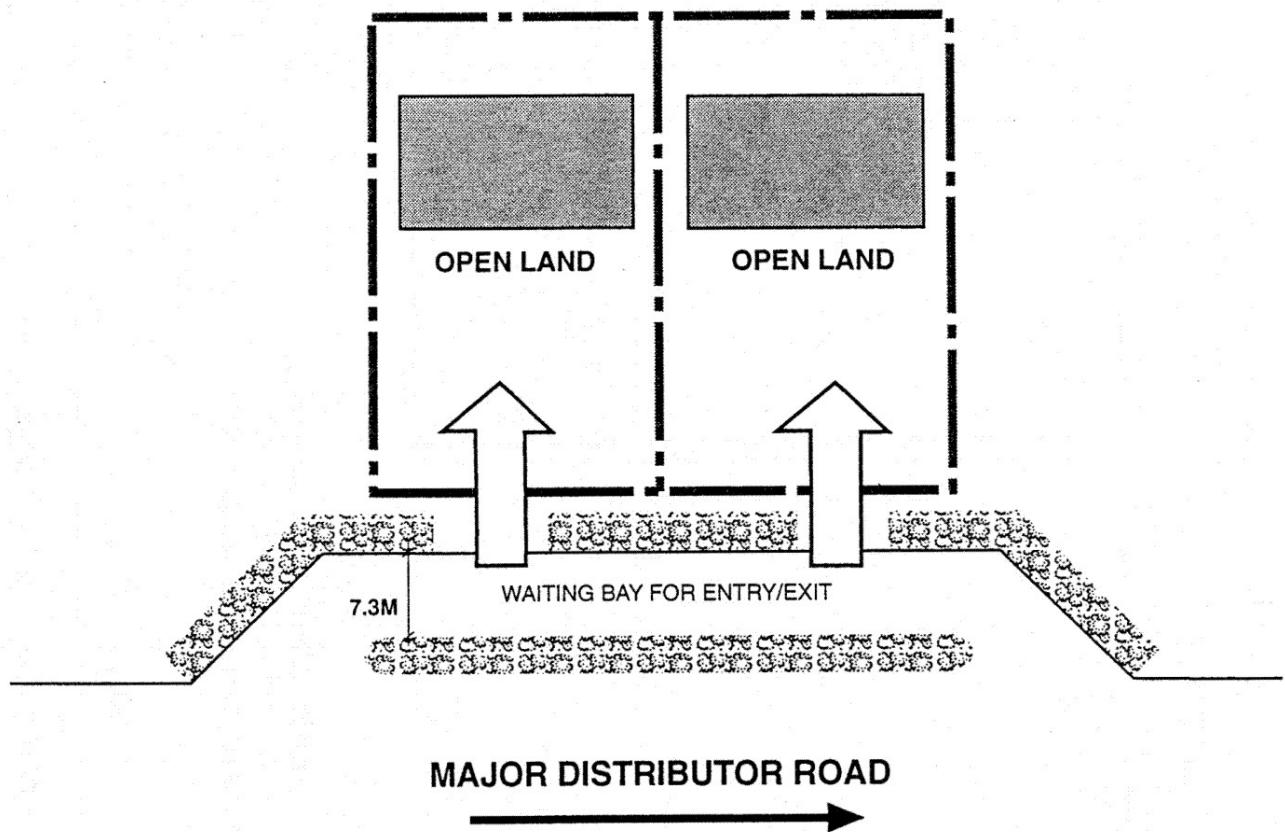 OPEN LAND
OPEN LAND
7.3M
WAITING BAY FOR ENTRY/EXIT
MAJOR DISTRIBUTOR ROAD